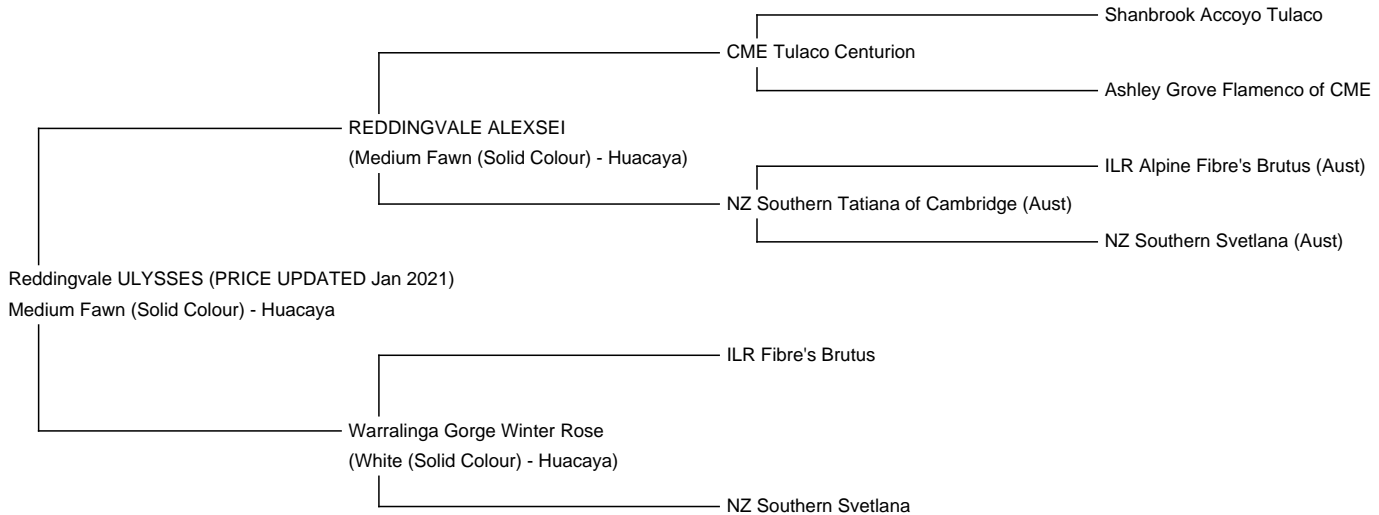 Shanbrook Accoyo Tulaco
CME Tulaco Centurion
Ashley Grove Flamenco of CME
REDDINGVALE ALEXSEI
(Medium Fawn (Solid Colour) - Huacaya)
ILR Alpine Fibre's Brutus (Aust)
NZ Southern Tatiana of Cambridge (Aust)
NZ Southern Svetlana (Aust)
Reddingvale ULYSSES (PRICE UPDATED Jan 2021)
Medium Fawn (Solid Colour) - Huacaya
ILR Fibre's Brutus
Warralinga Gorge Winter Rose
(White (Solid Colour) - Huacaya)
NZ Southern Svetlana